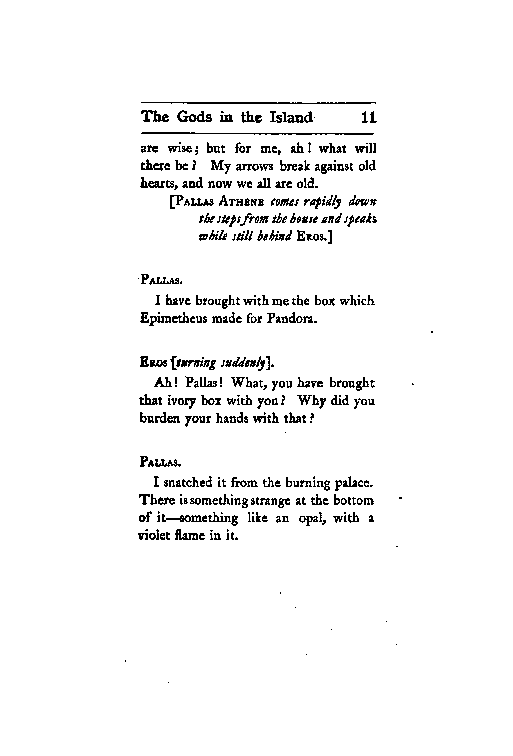 The Gods in the Island 11
are wise; but for me, ah! what will
there be? My arrows break against old
hearts, and now we all are old.
[PALLAS ATHENE comes rapidly down
the steps from the house and speaks
while still behind EROS.]
PALLAS.
I have brought with me the box which
Epimetheus made for Pandora.
EROS [turning suddenly].
Ah! Pallas! What, you have brought
that ivory box with you? Why did you
burden your hands with that?
PALLAS.
I snatched it from the burning palace.
There is something strange at the bottom
of it—something like an opal, with a
violet flame in it.